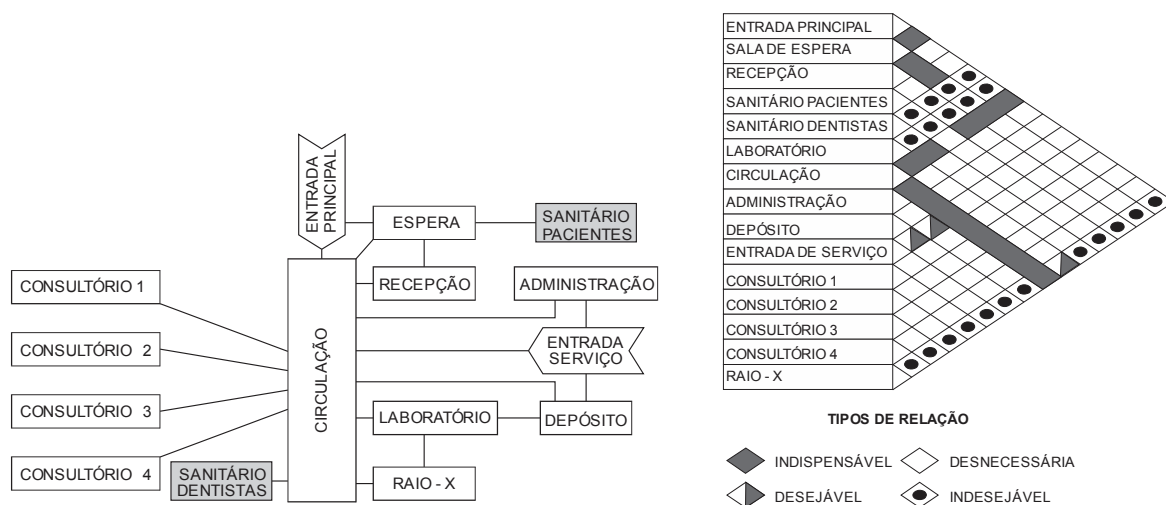 ENTRADA
PRINCIPAL
ESPERA
SANITÁRIO
PACIENTES
RECEPÇÃO
ADMINISTRAÇÃO
CONSULTÓRIO 1
CONSULTÓRIO 2
CONSULTÓRIO 3
CONSULTÓRIO 4
CIRCULAÇÃO
ENTRADA
SERVIÇO
LABORATÓRIO
DEPÓSITO
SANITÁRIO
DENTISTAS
RAIO - X
ENTRADA PRINCIPAL
SALA DE ESPERA
RECEPÇÃO
SANITÁRIO PACIENTES
SANITÁRIO DENTISTAS
LABORATÓRIO
CIRCULAÇÃO
ADMINISTRAÇÃO
DEPÓSITO
ENTRADA DE SERVIÇO
CONSULTÓRIO 1
CONSULTÓRIO 2
CONSULTÓRIO 3
CONSULTÓRIO 4
RAIO - X
TIPOS DE RELAÇÃO
INDISPENSÁVEL
DESNECESSÁRIA
DESEJÁVEL
INDESEJÁVEL